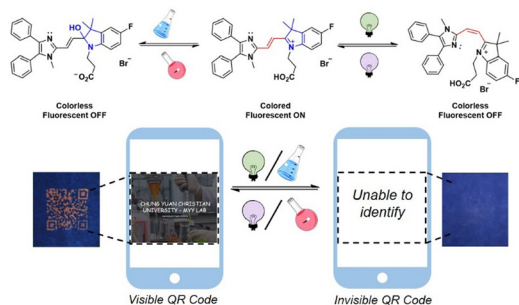 HO
F
N
N
N
CH3
⊖O2C
Br⊖
N
N
N
+
F
HO2C
Br⊖
N
N
N
+
F
HO2C
Br⊖
Colorless
Fluorescent OFF
Colored
Fluorescent ON
Colorless
Fluorescent OFF
CHUNG YUAN CHRISTIAN
UNIVERSITY - MYY LAB
Unable to
identify
Visible QR Code
Invisible QR Code